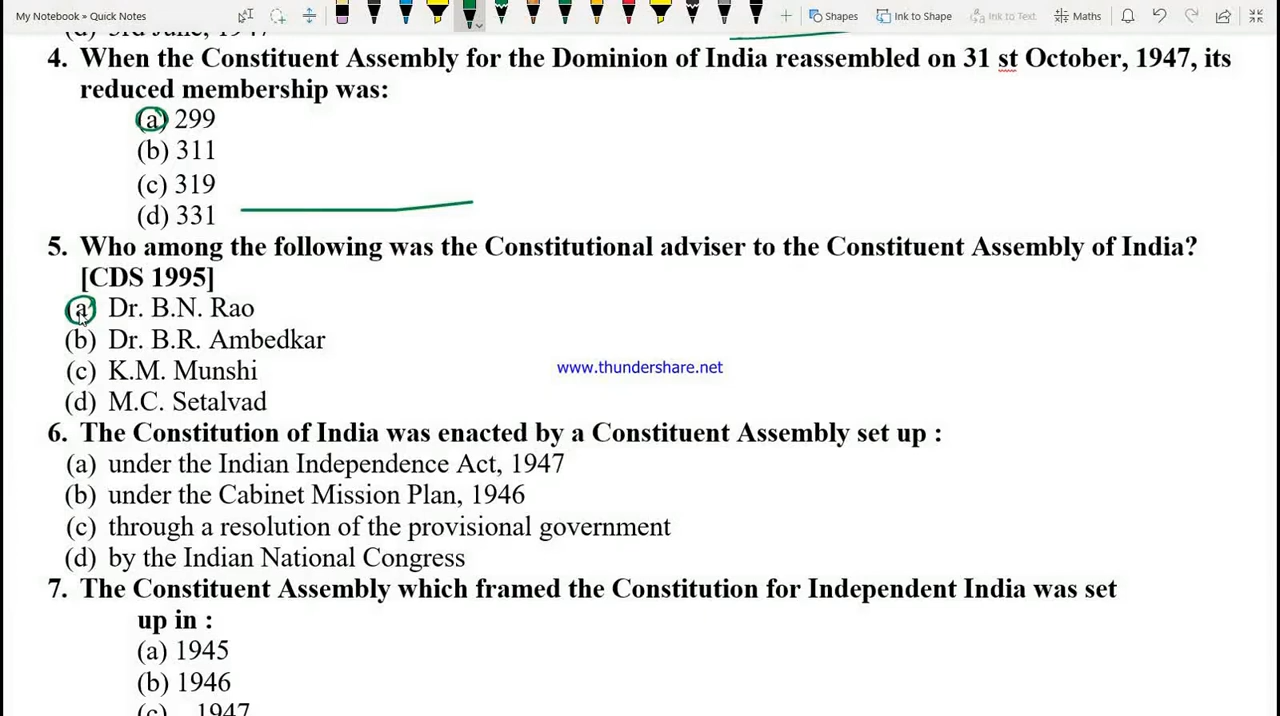 My Notebook » Quick Notes
Shapes
Ink to Shape
Ink to Text
Maths
(d) 3rd June, 1947
4. When the Constituent Assembly for the Dominion of India reassembled on 31 st October, 1947, its
reduced membership was:
(a) 299
(b) 311
(c) 319
(d) 331
5. Who among the following was the Constitutional adviser to the Constituent Assembly of India?
[CDS 1995]
(a) Dr. B.N. Rao
(b) Dr. B.R. Ambedkar
(c) K.M. Munshi
www.thundershare.net
(d) M.C. Setalvad
6. The Constitution of India was enacted by a Constituent Assembly set up :
(a) under the Indian Independence Act, 1947
(b) under the Cabinet Mission Plan, 1946
(c) through a resolution of the provisional government
(d) by the Indian National Congress
7. The Constituent Assembly which framed the Constitution for Independent India was set
up in :
(a) 1945
(b) 1946
(c) 1947